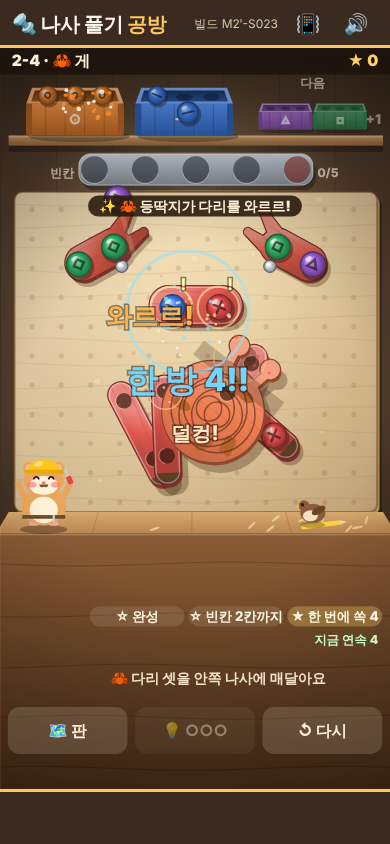 🔩 나사 풀기 공방 빌드 M2′-S023
2-4 · 🦀 게 ★ 0
다음
+1
빈칸 0/5
✨ 🦀 둥딱지가 다리를 와르르!
! !
와르르!
한 방 4!!
덜컹!
☆ 완성 ☆ 빈칸 2칸까지 ★ 한 번에 쏙 4
지금 연속 4
🦀 다리 셋을 안쪽 나사에 매달아요
🗺️ 판 💡 ○○○ ↺ 다시